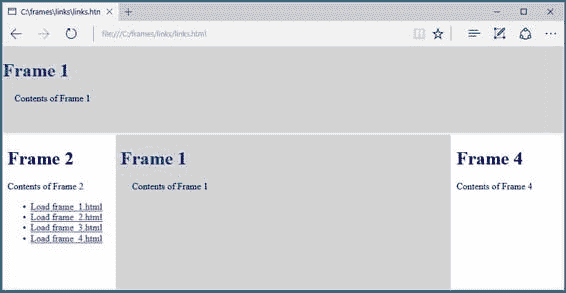 C:\frames\links\links.html
file:///C:/frames/links/links.html
Frame 1
Contents of Frame 1
Frame 2
Contents of Frame 2
Load frame_1.html
Load frame_2.html
Load frame_3.html
Load frame_4.html
Frame 1
Contents of Frame 1
Frame 4
Contents of Frame 4